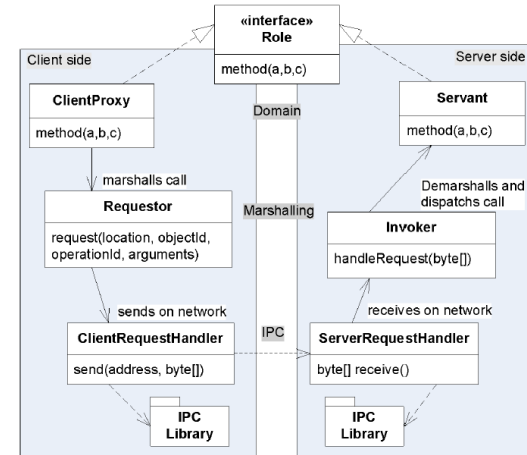 «interface»
Role
method(a,b,c)
Client side
Server side
ClientProxy
method(a,b,c)
Domain
Servant
method(a,b,c)
marshalls call
Demarshalls and
dispatchs call
Requestor
request(location, objectId,
operationId, arguments)
Marshalling
Invoker
handleRequest(byte[])
sends on network
receives on network
ClientRequestHandler
send(address, byte[])
IPC
ServerRequestHandler
byte[] receive()
IPC
Library
IPC
Library